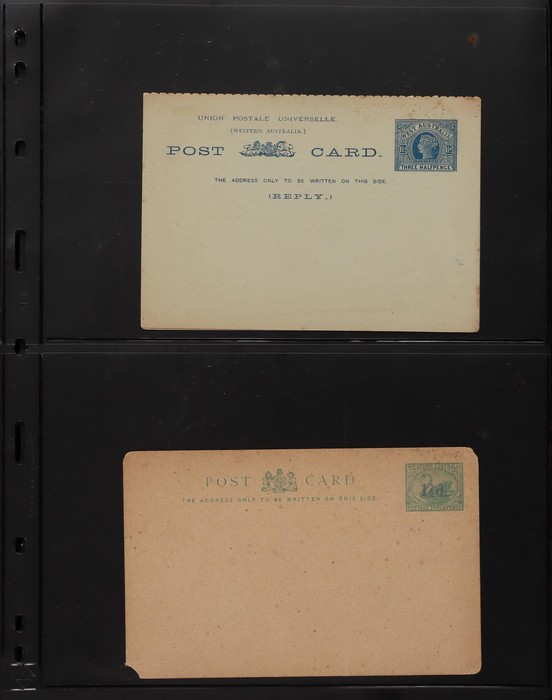 UNION POSTALE UNIVERSELLE.
(WESTERN AUSTRALIA.)
POST CARD.
WEST AUSTRALIA
THREE HALFPENCE
THE ADDRESS ONLY TO BE WRITTEN ON THIS SIDE.
(REPLY.)
POST CARD
THE ADDRESS ONLY TO BE WRITTEN ON THIS SIDE.